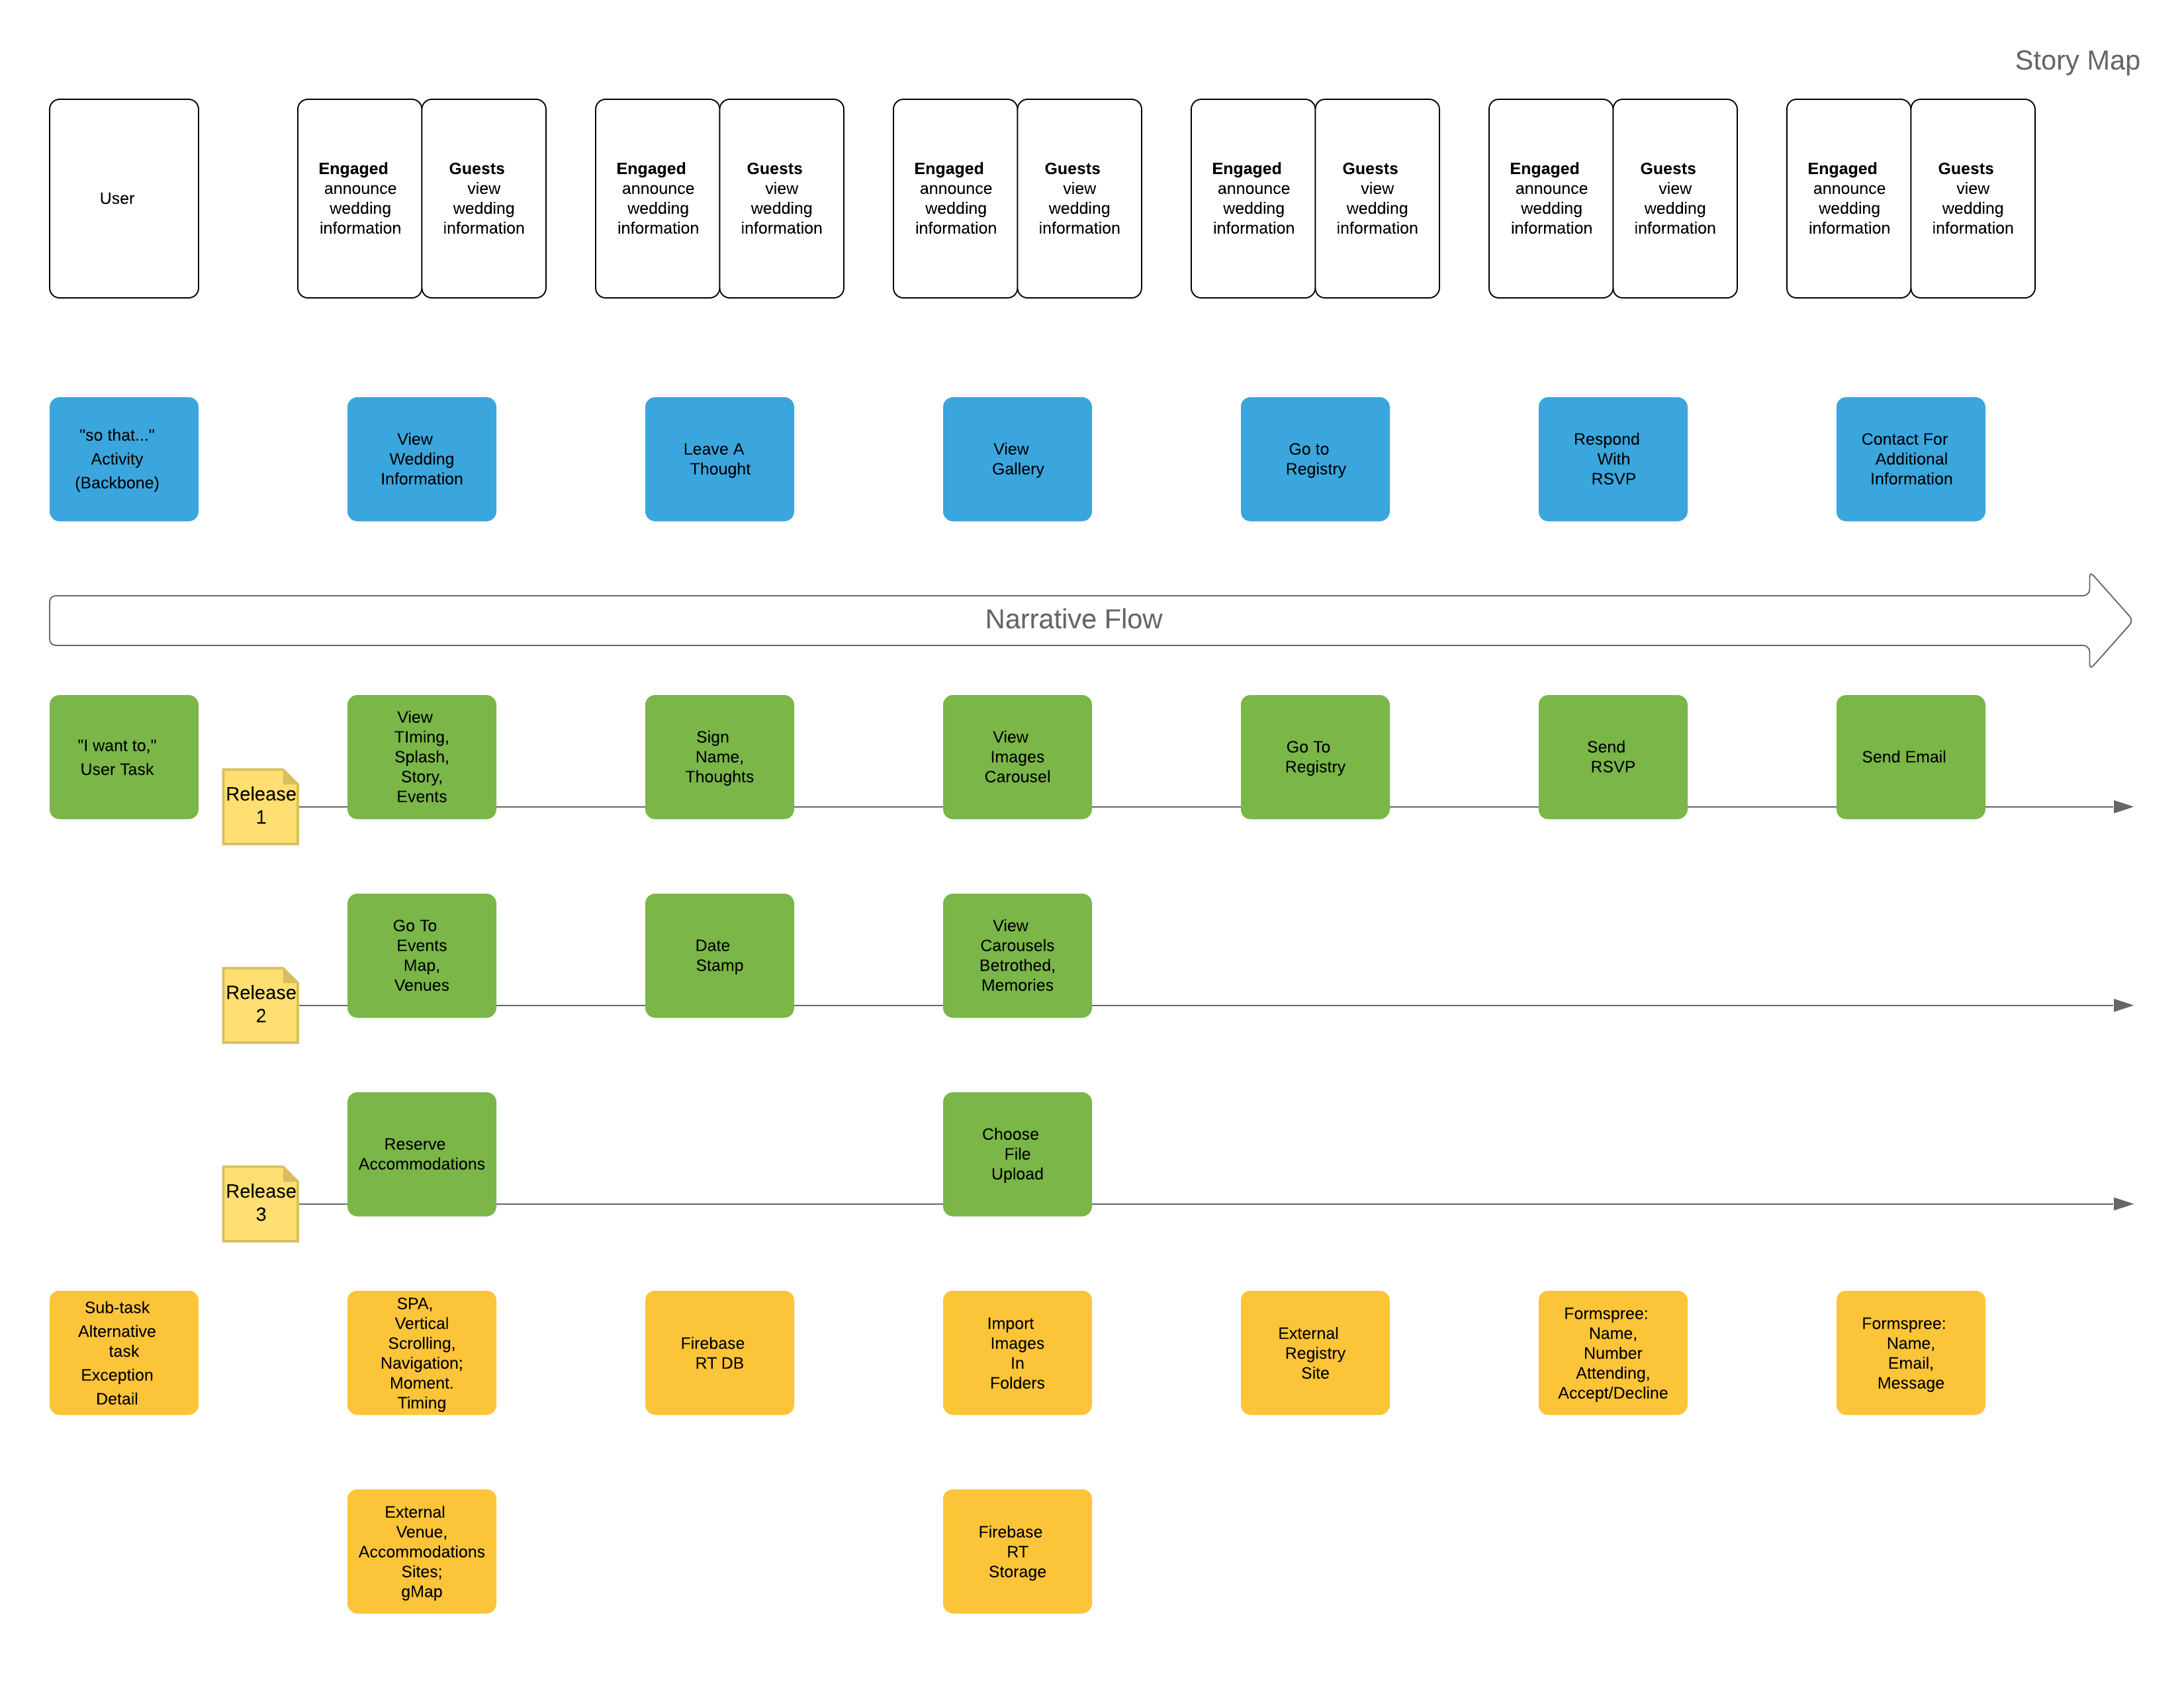 Story Map
User
Engaged
announce
wedding
information
Guests
view
wedding
information
Engaged
announce
wedding
information
Guests
view
wedding
information
Engaged
announce
wedding
information
Guests
view
wedding
information
Engaged
announce
wedding
information
Guests
view
wedding
information
Engaged
announce
wedding
information
Guests
view
wedding
information
Engaged
announce
wedding
information
Guests
view
wedding
information
"so that..."
Activity
(Backbone)
View
Wedding
Information
Leave A
Thought
View
Gallery
Go to
Registry
Respond
With
RSVP
Contact For
Additional
Information
Narrative Flow
"I want to,"
User Task
Release
1
View
TIming,
Splash,
Story,
Events
Sign
Name,
Thoughts
View
Images
Carousel
Go To
Registry
Send
RSVP
Send Email
Release
2
Go To
Events
Map,
Venues
Date
Stamp
View
Carousels
Betrothed,
Memories
Release
3
Reserve
Accommodations
Choose
File
Upload
Sub-task
Alternative
task
Exception
Detail
SPA,
Vertical
Scrolling,
Navigation;
Moment.
Timing
Firebase
RT DB
Import
Images
In
Folders
External
Registry
Site
Formspree:
Name,
Number
Attending,
Accept/Decline
Formspree:
Name,
Email,
Message
External
Venue,
Accommodations
Sites;
gMap
Firebase
RT
Storage